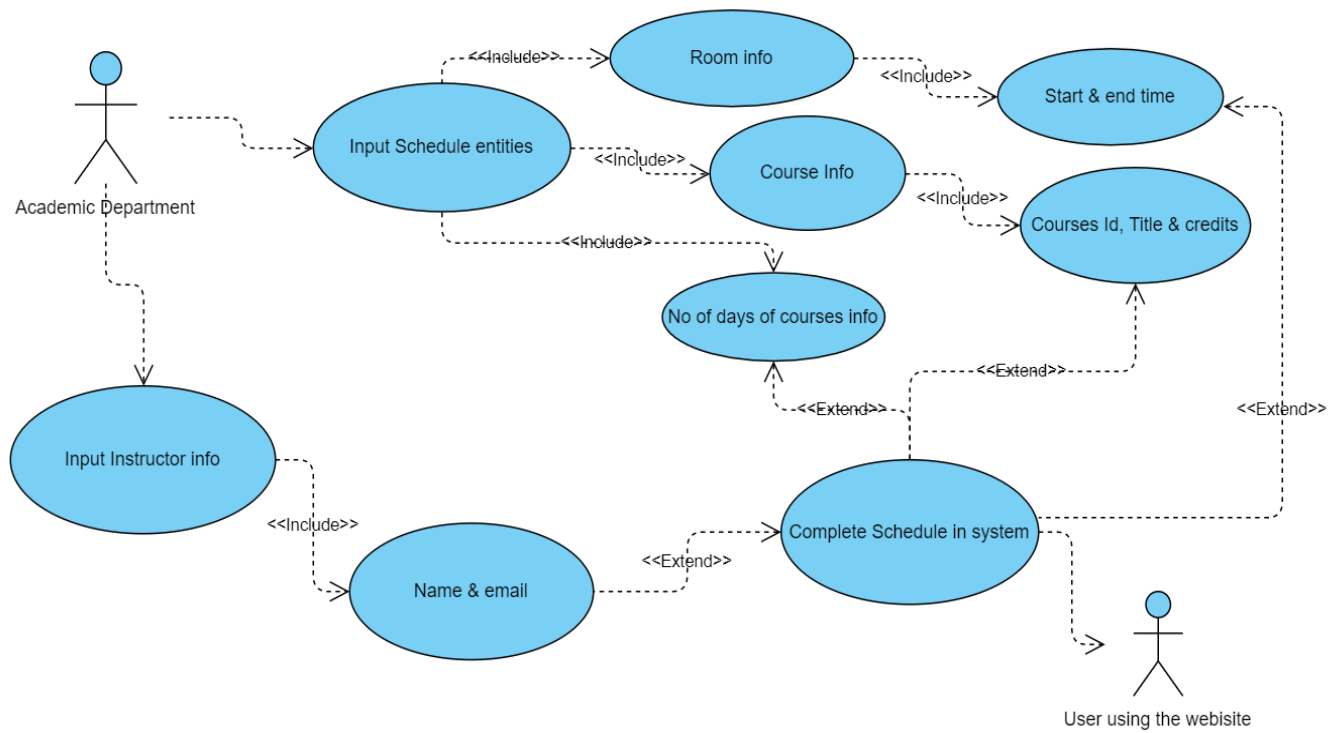 <<Include>>
Room info
<<Include>>
Start & end time
Input Schedule entities
<<Include>>
Course Info
<<Include>>
Academic Department
Courses Id, Title & credits
<<Include>>
No of days of courses info
<<Extend>>
<<Extend>>
<<Extend>>
Input Instructor info
<<Include>>
Complete Schedule in system
<<Extend>>
Name & email
User using the webisite